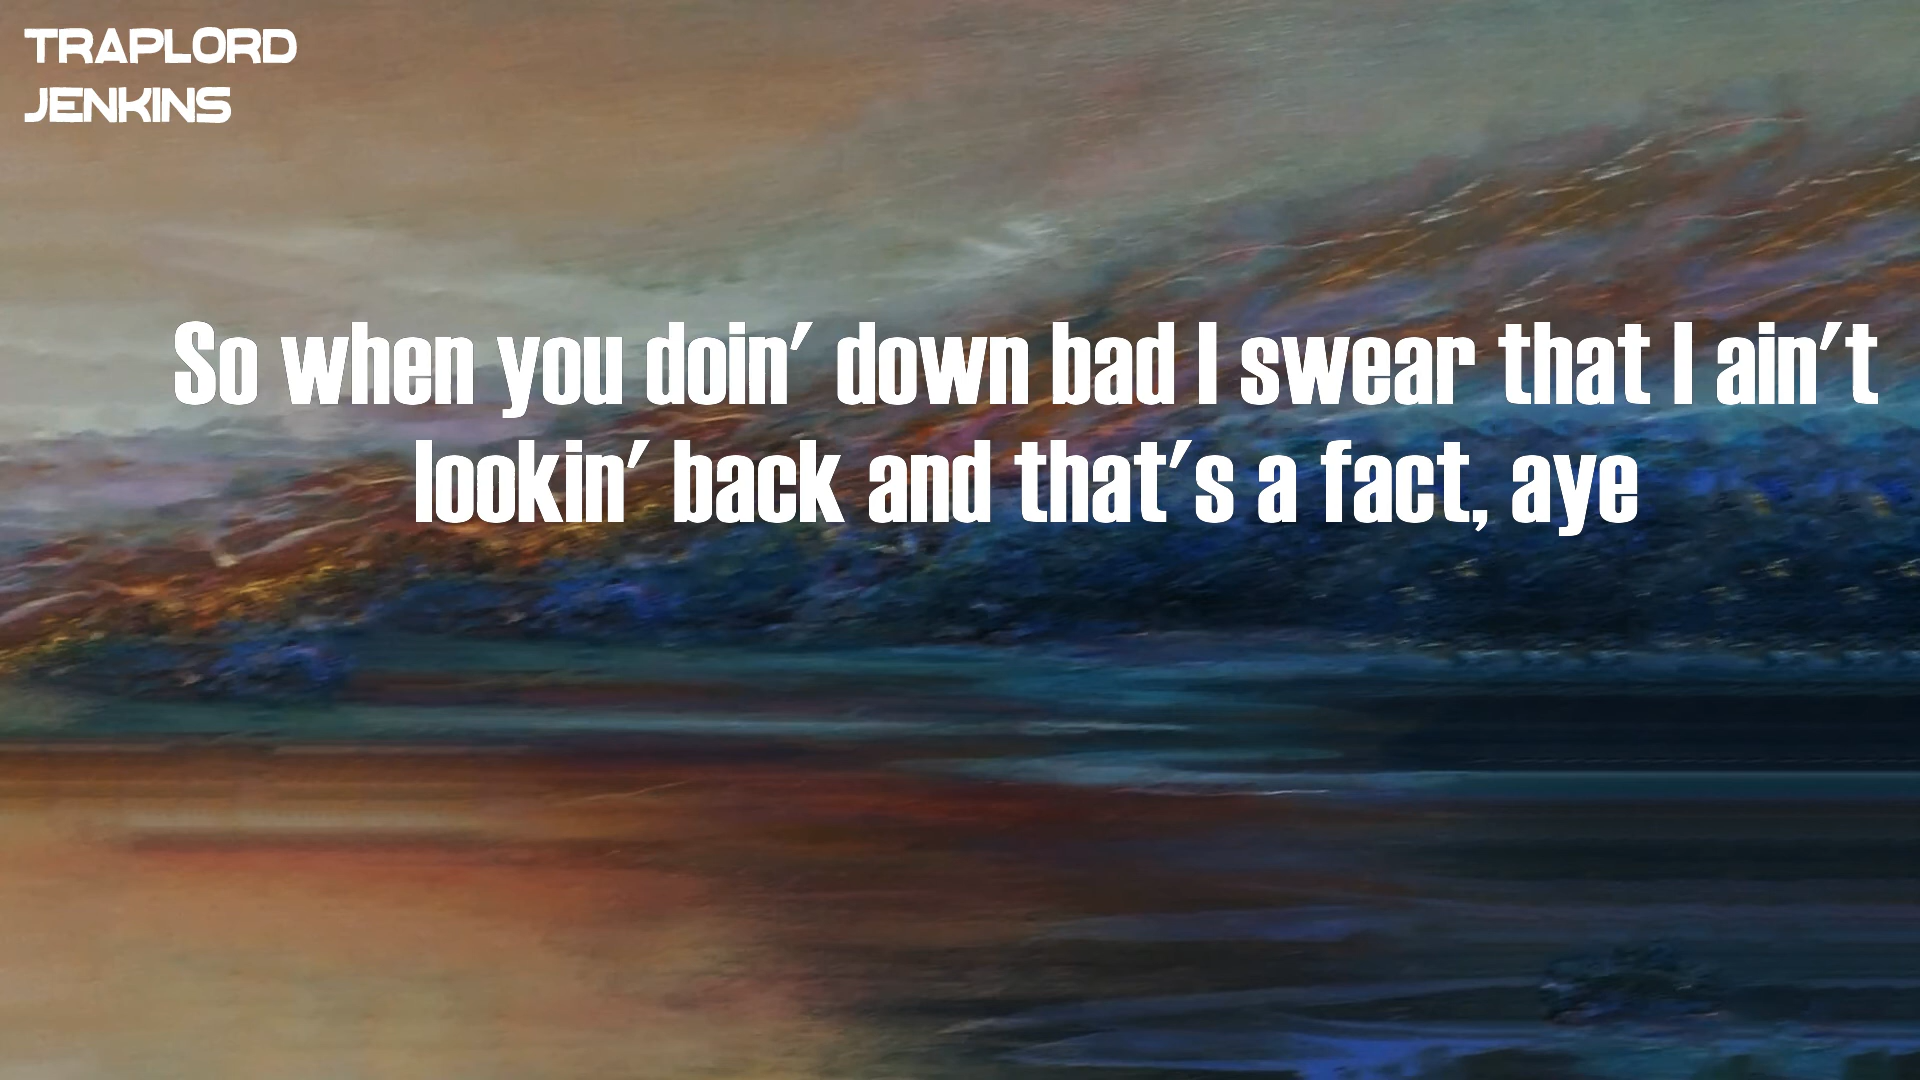 TRAPLORD
JENKINS
So when you doin' down bad I swear that I ain't
lookin' back and that's a fact, aye